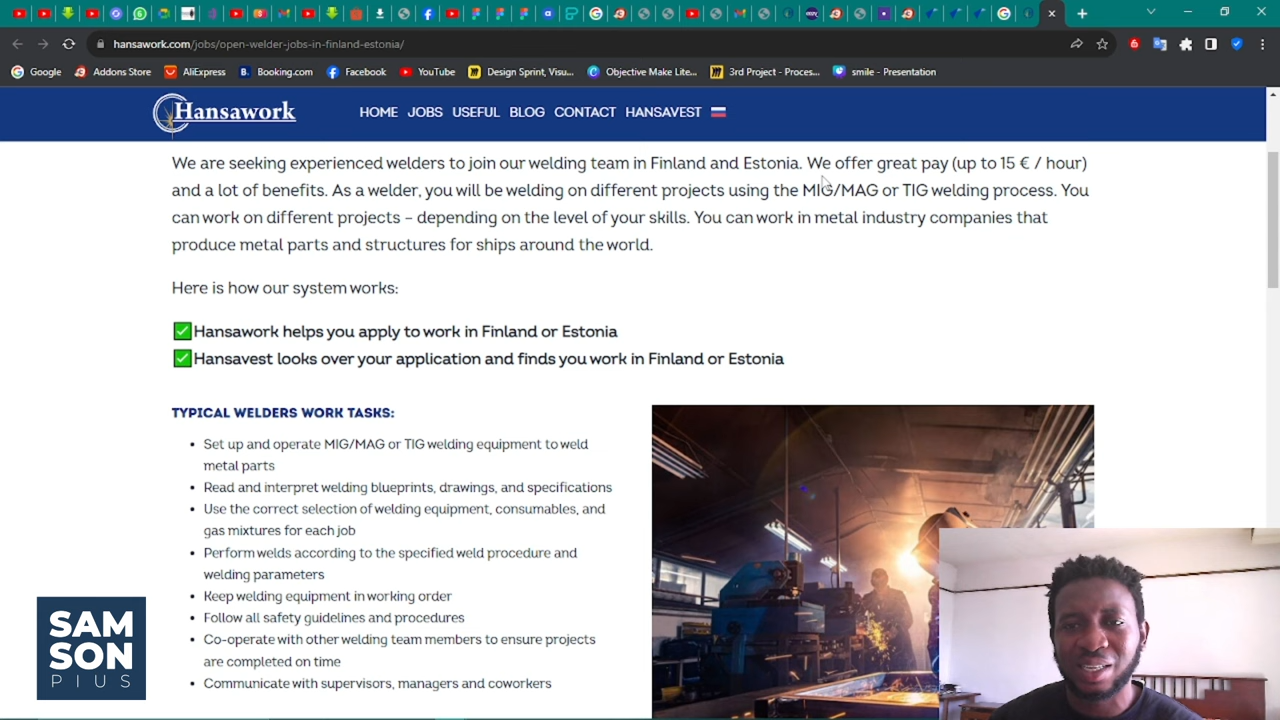 hansawork.com/jobs/open-welder-jobs-in-finland-estonia/
Google Addons Store AliExpress Booking.com Facebook YouTube Design Sprint, Visu... Objective Make Lite... 3rd Project - Proces... smile - Presentation
Hansawork HOME JOBS USEFUL BLOG CONTACT HANSAVEST
We are seeking experienced welders to join our welding team in Finland and Estonia. We offer great pay (up to 15 € / hour)
and a lot of benefits. As a welder, you will be welding on different projects using the MIG/MAG or TIG welding process. You
can work on different projects – depending on the level of your skills. You can work in metal industry companies that
produce metal parts and structures for ships around the world.
Here is how our system works:
✅ Hansawork helps you apply to work in Finland or Estonia
✅ Hansavest looks over your application and finds you work in Finland or Estonia
TYPICAL WELDERS WORK TASKS:
• Set up and operate MIG/MAG or TIG welding equipment to weld
metal parts
• Read and interpret welding blueprints, drawings, and specifications
• Use the correct selection of welding equipment, consumables, and
gas mixtures for each job
• Perform welds according to the specified weld procedure and
welding parameters
• Keep welding equipment in working order
• Follow all safety guidelines and procedures
• Co-operate with other welding team members to ensure projects
are completed on time
• Communicate with supervisors, managers and coworkers
SAM
SON
PIUS